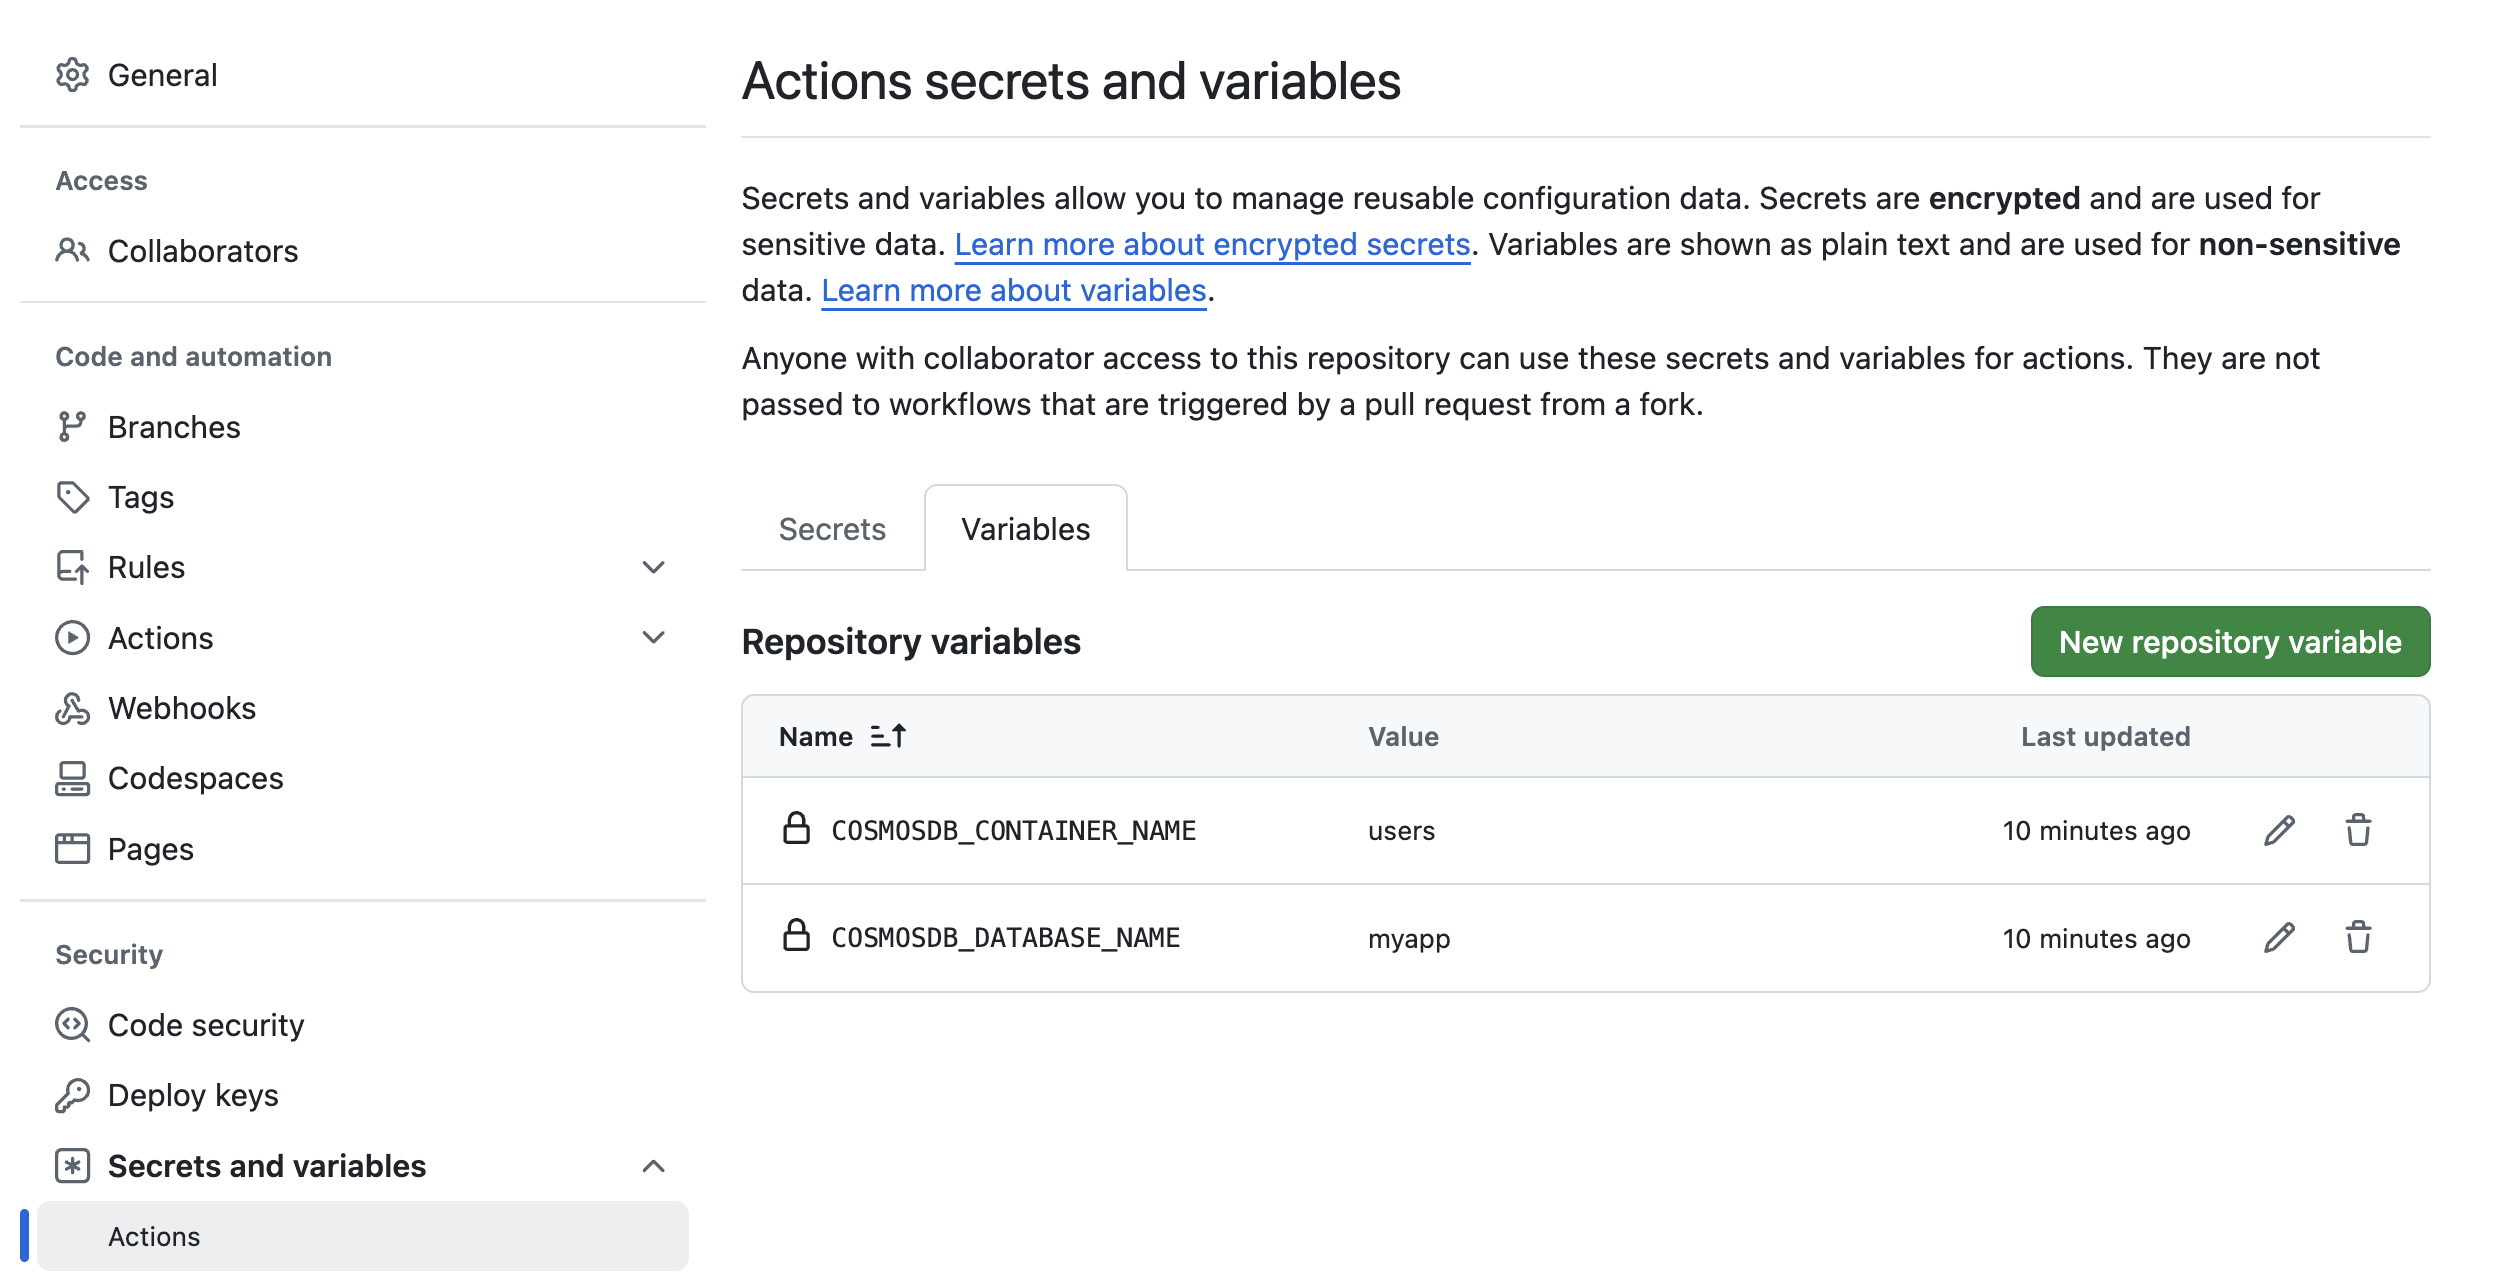 General
Access
Collaborators
Code and automation
Branches
Tags
Rules
Actions
Webhooks
Codespaces
Pages
Security
Code security
Deploy keys
Secrets and variables
Actions
Actions secrets and variables
Secrets and variables allow you to manage reusable configuration data. Secrets are encrypted and are used for
sensitive data. Learn more about encrypted secrets. Variables are shown as plain text and are used for non-sensitive
data. Learn more about variables.
Anyone with collaborator access to this repository can use these secrets and variables for actions. They are not
passed to workflows that are triggered by a pull request from a fork.
Secrets Variables
Repository variables New repository variable
Name Value Last updated
COSMOSDB_CONTAINER_NAME users 10 minutes ago
COSMOSDB_DATABASE_NAME myapp 10 minutes ago